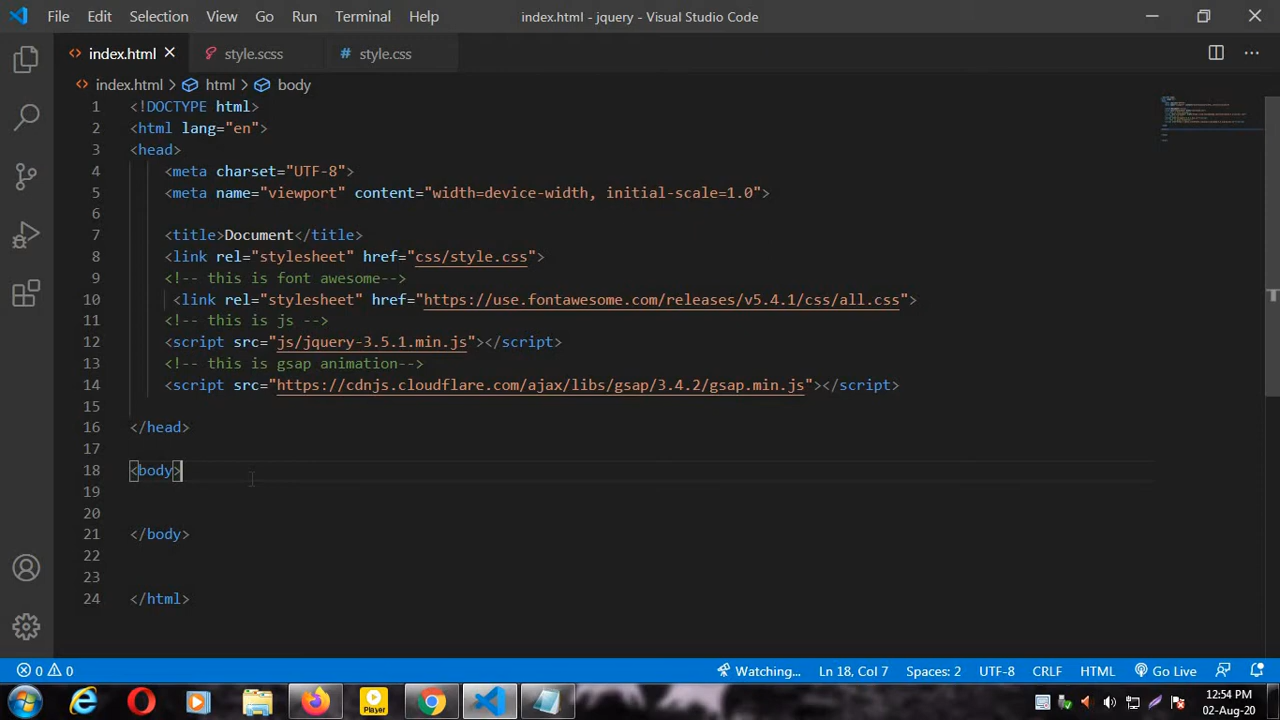 File Edit Selection View Go Run Terminal Help index.html - jquery - Visual Studio Code
index.html style.scss # style.css
index.html > html > body
1 <!DOCTYPE html>
2 <html lang="en">
3 <head>
4 <meta charset="UTF-8">
5 <meta name="viewport" content="width=device-width, initial-scale=1.0">
6
7 <title>Document</title>
8 <link rel="stylesheet" href="css/style.css">
9 <!-- this is font awesome-->
10 <link rel="stylesheet" href="https://use.fontawesome.com/releases/v5.4.1/css/all.css">
11 <!-- this is js -->
12 <script src="js/jquery-3.5.1.min.js"></script>
13 <!-- this is gsap animation-->
14 <script src="https://cdnjs.cloudflare.com/ajax/libs/gsap/3.4.2/gsap.min.js"></script>
15
16 </head>
17
18 <body>
19
20
21 </body>
22
23
24 </html>
0 0 Watching... Ln 18, Col 7 Spaces: 2 UTF-8 CRLF HTML Go Live
Player
12:54 PM
02-Aug-20